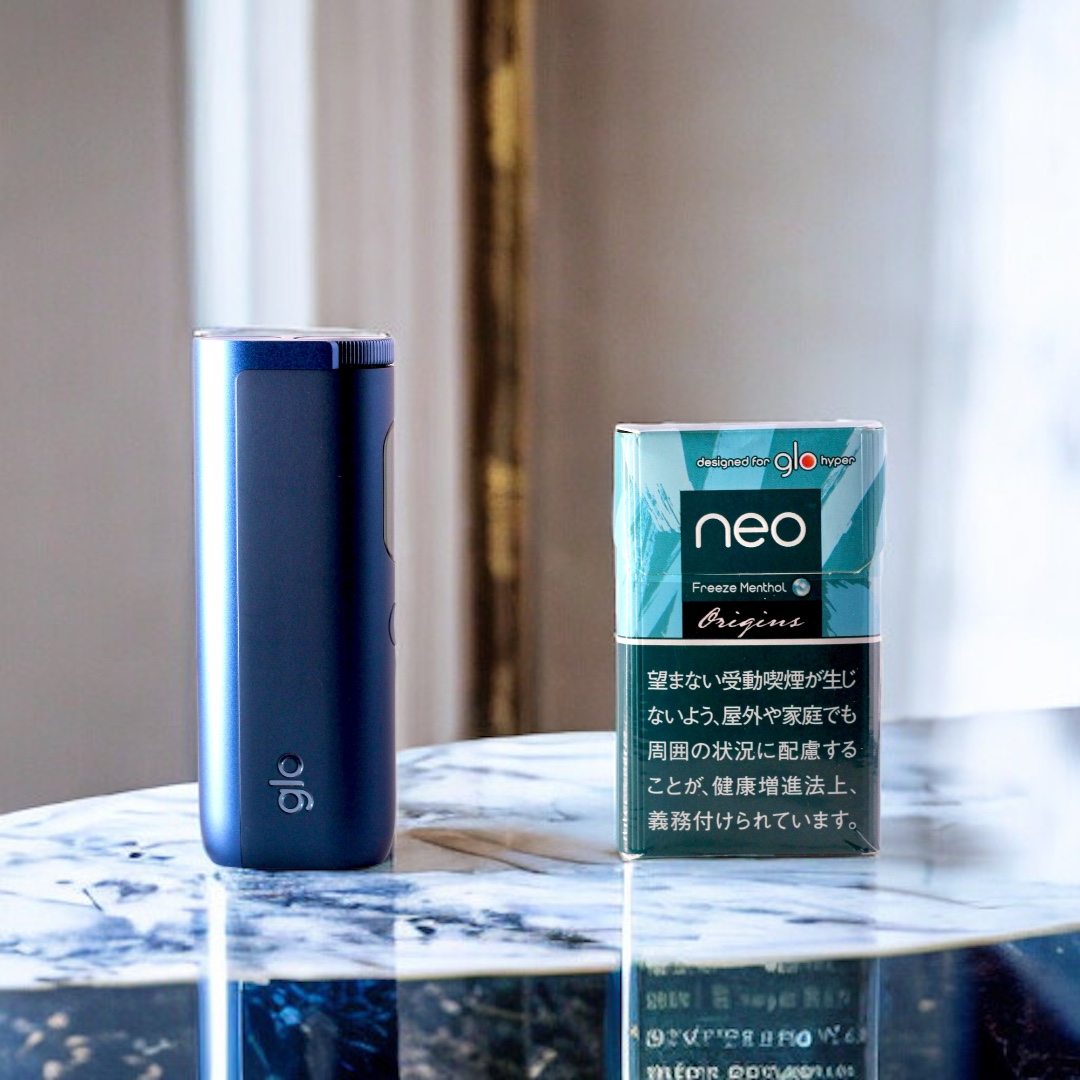 glo
designed for glo hyper
neo
Freeze Menthol
Origins
望まない受動喫煙が生じ
ないよう、屋外や家庭でも
周囲の状況に配慮する
ことが、健康増進法上、
義務付けられています。